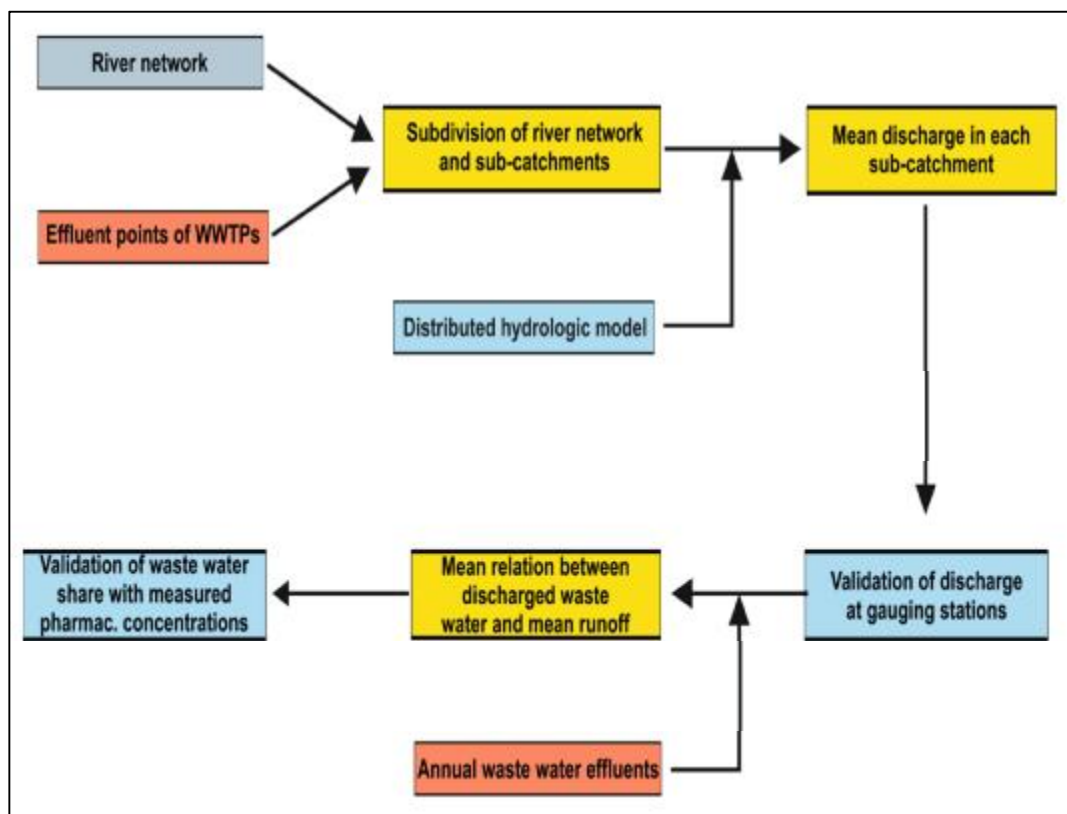 River network
Subdivision of river network
and sub-catchments
Mean discharge in each
sub-catchment
Effluent points of WWTPs
Distributed hydrologic model
Validation of waste water
share with measured
pharmac. concentrations
Mean relation between
discharged waste
water and mean runoff
Validation of discharge
at gauging stations
Annual waste water effluents